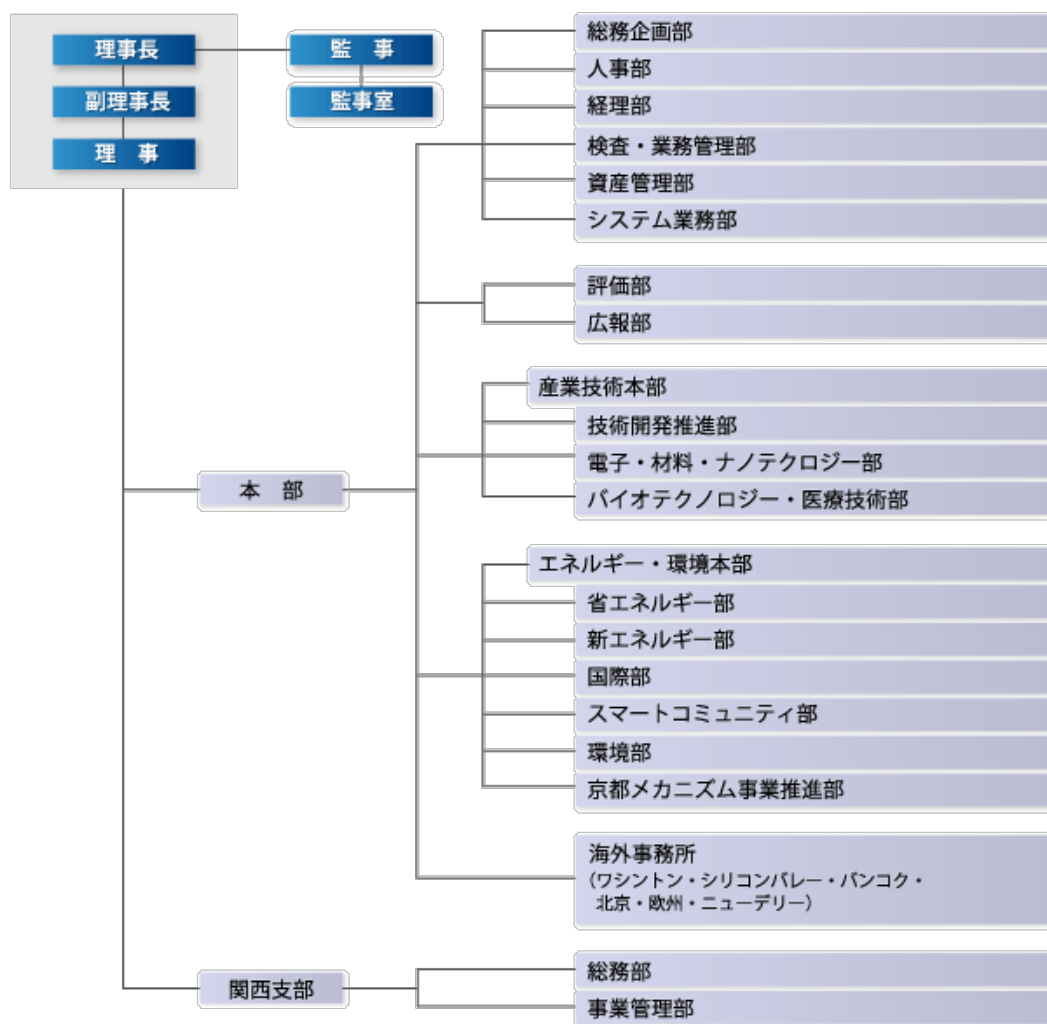 理事長
副理事長
理　事
監　事
監事室
総務企画部
人事部
経理部
検査・業務管理部
資産管理部
システム業務部
評価部
広報部
産業技術本部
技術開発推進部
電子・材料・ナノテクロジー部
バイオテクノロジー・医療技術部
本　部
エネルギー・環境本部
省エネルギー部
新エネルギー部
国際部
スマートコミュニティ部
環境部
京都メカニズム事業推進部
海外事務所
（ワシントン・シリコンバレー・バンコク・
北京・欧州・ニューデリー）
関西支部
総務部
事業管理部